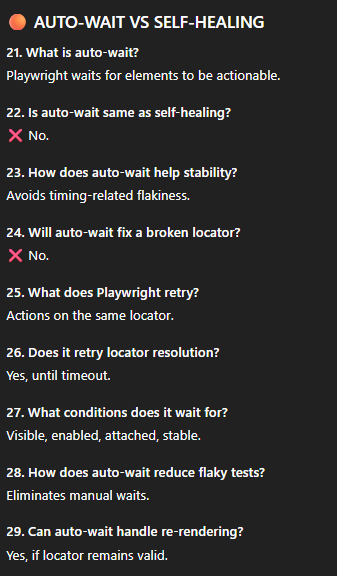 AUTO-WAIT VS SELF-HEALING
21. What is auto-wait?
Playwright waits for elements to be actionable.
22. Is auto-wait same as self-healing?
❌ No.
23. How does auto-wait help stability?
Avoids timing-related flakiness.
24. Will auto-wait fix a broken locator?
❌ No.
25. What does Playwright retry?
Actions on the same locator.
26. Does it retry locator resolution?
Yes, until timeout.
27. What conditions does it wait for?
Visible, enabled, attached, stable.
28. How does auto-wait reduce flaky tests?
Eliminates manual waits.
29. Can auto-wait handle re-rendering?
Yes, if locator remains valid.